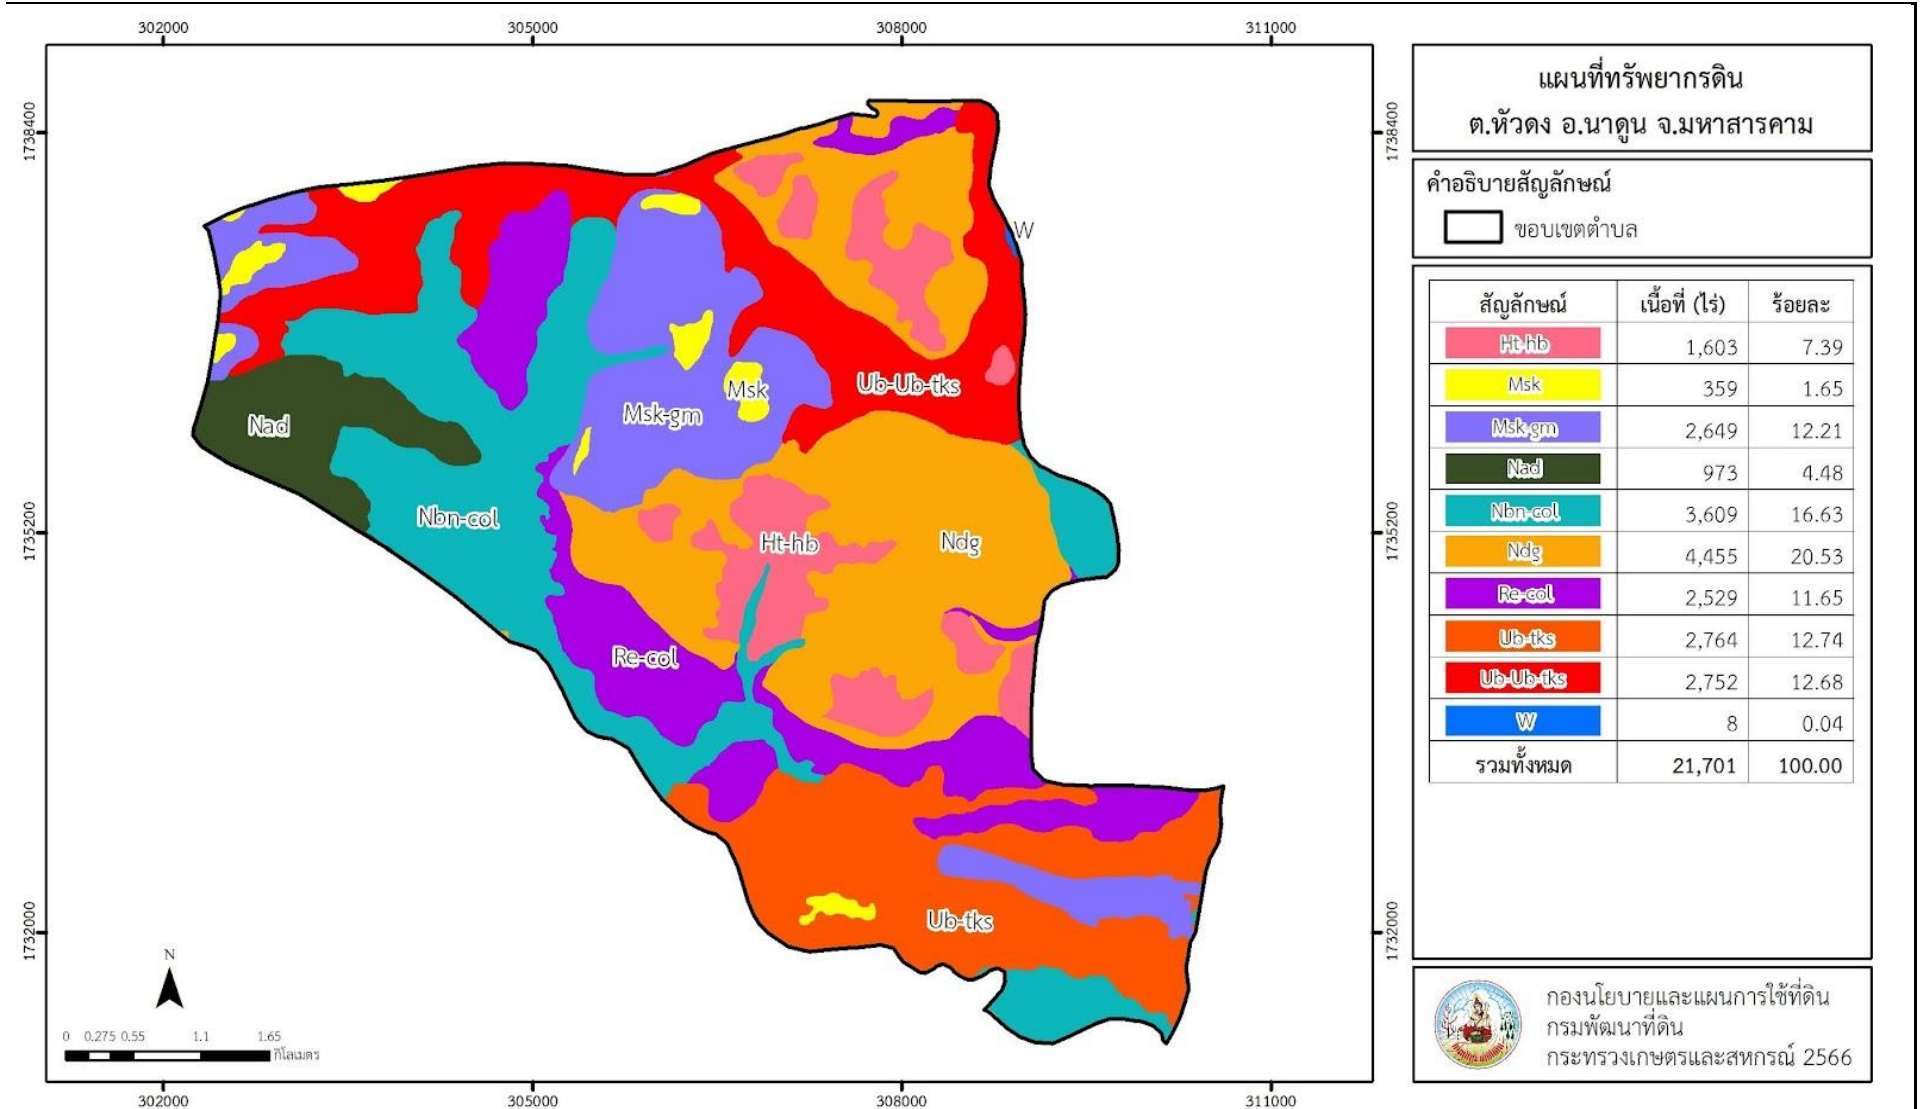 302000
305000
308000
311000
1738400
1738400
1735200
1735200
1732000
1732000
302000
305000
308000
311000
W
Ub-Ub-tks
Msk
Msk-gm
Nad
Nbn-col
Ht-hb
Ndg
Re-col
Ub-tks
N
0 0.275 0.55 1.1 1.65
กิโลเมตร
แผนที่ทรัพยากรดิน
ต.หัวดง อ.นาดูน จ.มหาสารคาม
คำอธิบายสัญลักษณ์
ขอบเขตตำบล
สัญลักษณ์ เนื้อที่ (ไร่) ร้อยละ
Ht-hb 1,603 7.39
Msk 359 1.65
Msk-gm 2,649 12.21
Nad 973 4.48
Nbn-col 3,609 16.63
Ndg 4,455 20.53
Re-col 2,529 11.65
Ub-tks 2,764 12.74
Ub-Ub-tks 2,752 12.68
W 8 0.04
รวมทั้งหมด 21,701 100.00
กองนโยบายและแผนการใช้ที่ดิน
กรมพัฒนาที่ดิน
กระทรวงเกษตรและสหกรณ์ 2566